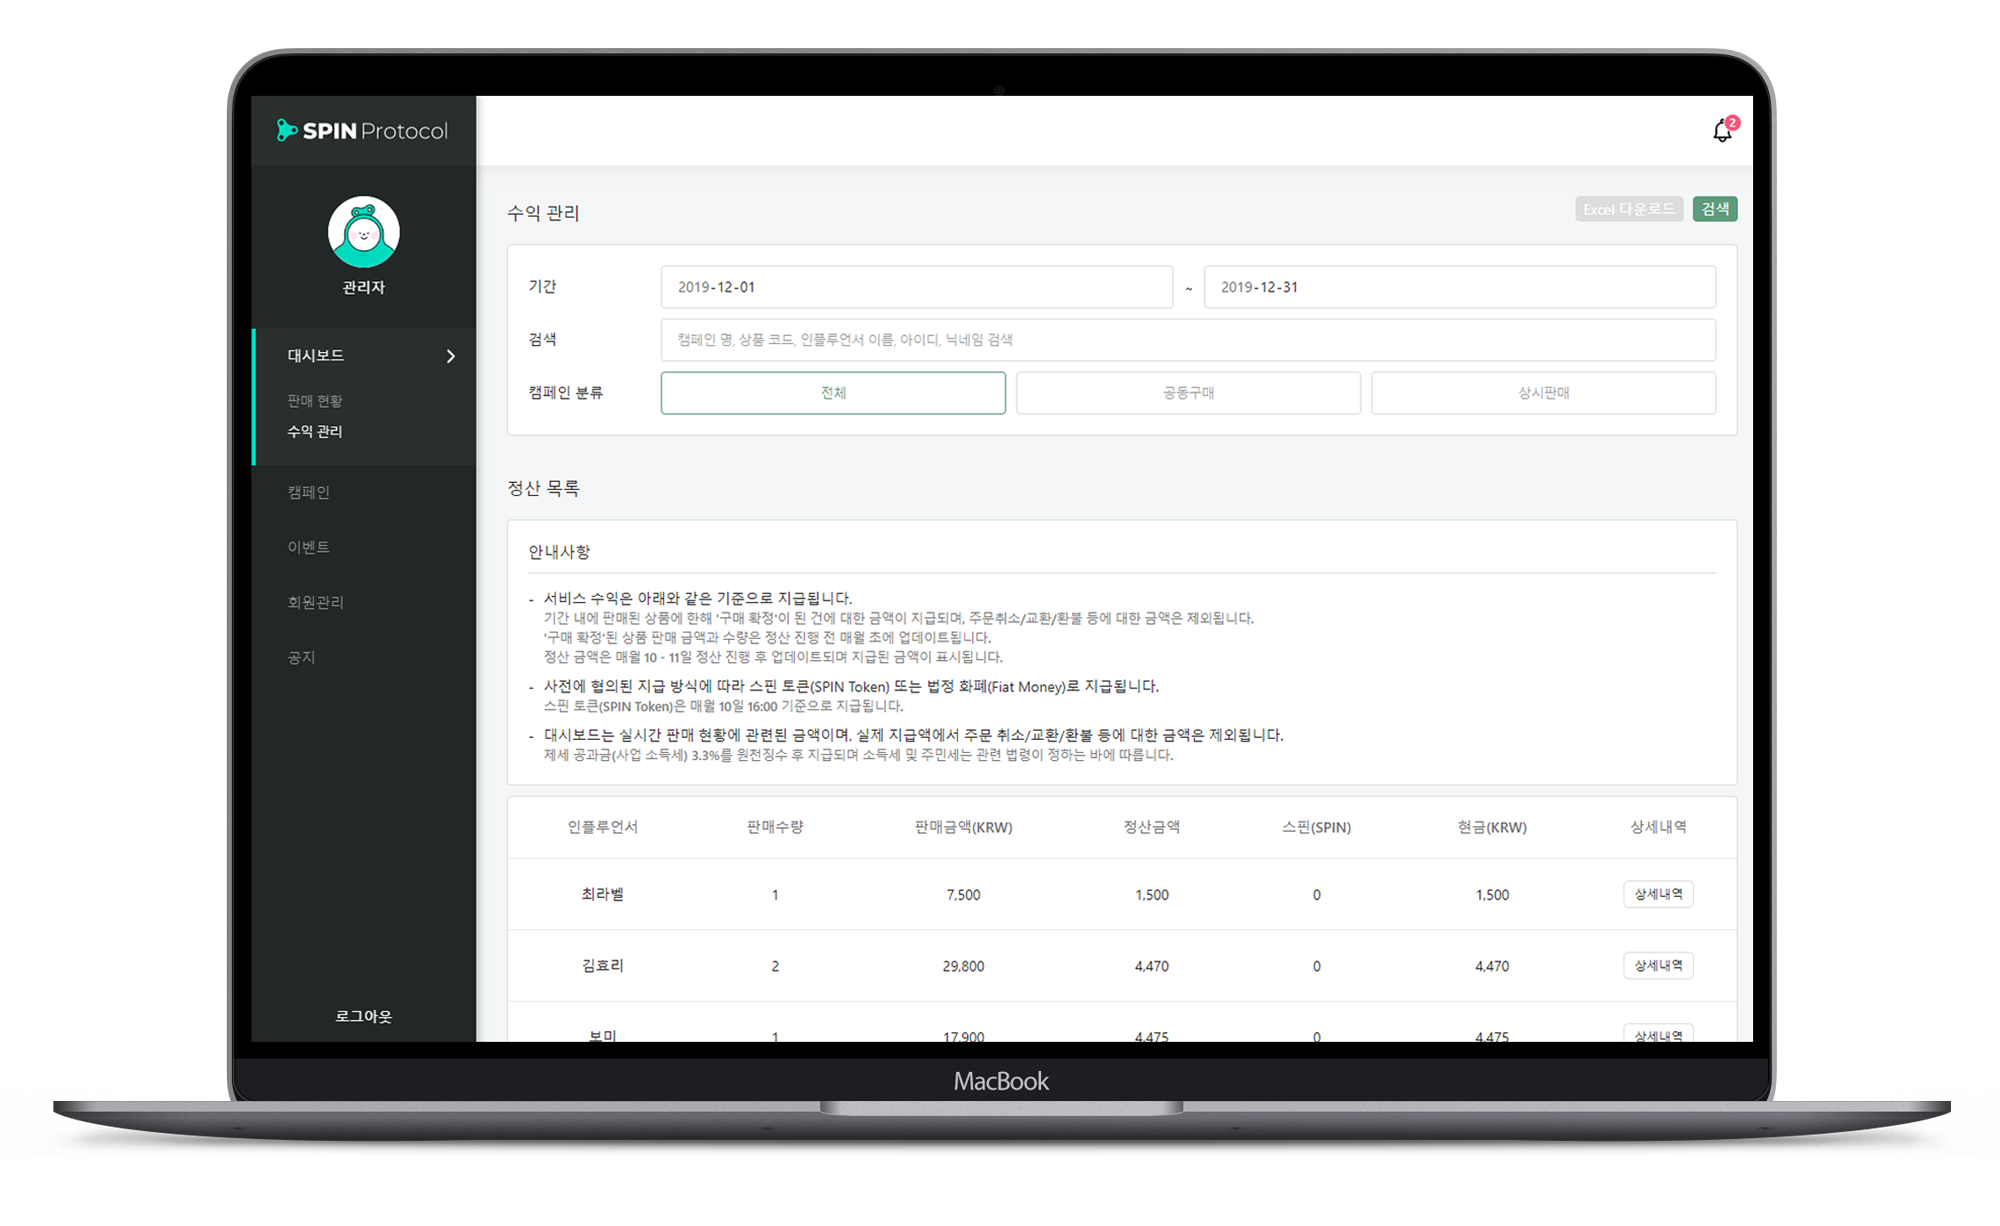 SPIN Protocol
2
관리자
대시보드
판매 현황
수익 관리
캠페인
이벤트
회원관리
공지
로그아웃
수익 관리
Excel 다운로드
검색
기간
2019-12-01
~
2019-12-31
검색
캠페인 명, 상품 코드, 인플루언서 이름, 아이디, 닉네임 검색
캠페인 분류
전체
공동구매
상시판매
정산 목록
안내사항
- 서비스 수익은 아래와 같은 기준으로 지급됩니다.
기간 내에 판매된 상품에 한해 '구매 확정'이 된 건에 대한 금액이 지급되며, 주문취소/교환/환불 등에 대한 금액은 제외됩니다.
'구매 확정'된 상품 판매 금액과 수량은 정산 진행 전 매월 초에 업데이트됩니다.
정산 금액은 매월 10 - 11일 정산 진행 후 업데이트되며 지급된 금액이 표시됩니다.
- 사전에 협의된 지급 방식에 따라 스핀 토큰(SPIN Token) 또는 법정 화폐(Fiat Money)로 지급됩니다.
스핀 토큰(SPIN Token)은 매월 10일 16:00 기준으로 지급됩니다.
- 대시보드는 실시간 판매 현황에 관련된 금액이며, 실제 지급액에서 주문 취소/교환/환불 등에 대한 금액은 제외됩니다.
제세 공과금(사업 소득세) 3.3%를 원천징수 후 지급되며 소득세 및 주민세는 관련 법령이 정하는 바에 따릅니다.
인플루언서 판매수량 판매금액(KRW) 정산금액 스핀(SPIN) 현금(KRW) 상세내역
최라벨 1 7,500 1,500 0 1,500 상세내역
김효리 2 29,800 4,470 0 4,470 상세내역
보미 1 17,900 4,475 0 4,475 상세내역
MacBook